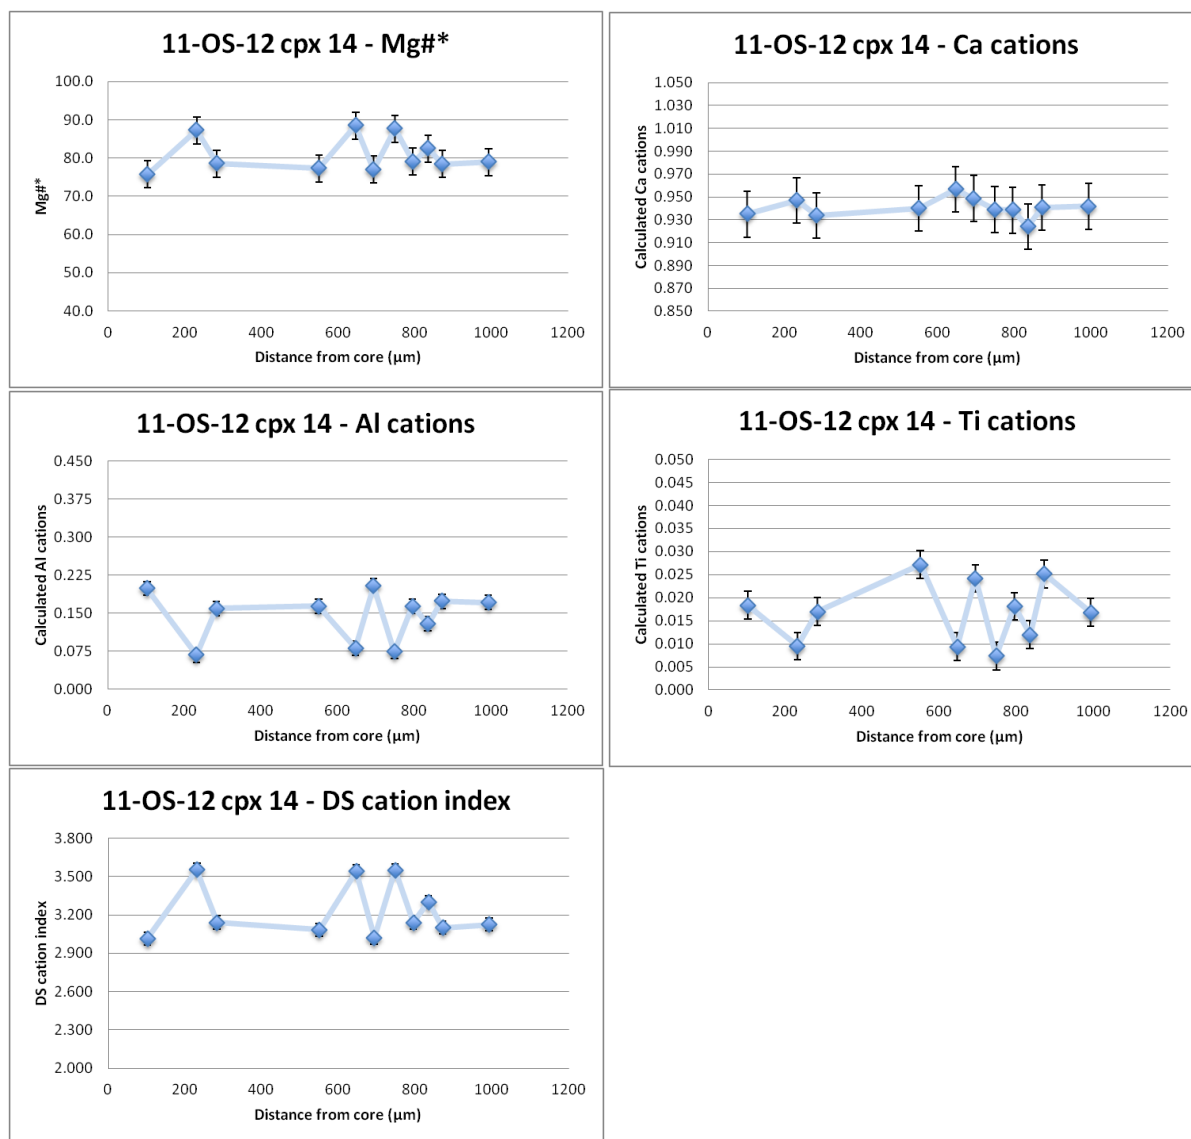 11-OS-12 cpx 14 - Mg#*
Mg#*
100.0
90.0
80.0
70.0
60.0
50.0
40.0
0 200 400 600 800 1000 1200
Distance from core (µm)
11-OS-12 cpx 14 - Ca cations
Calculated Ca cations
1.050
1.030
1.010
0.990
0.970
0.950
0.930
0.910
0.890
0.870
0.850
0 200 400 600 800 1000 1200
Distance from core (µm)
11-OS-12 cpx 14 - Al cations
Calculated Al cations
0.450
0.375
0.300
0.225
0.150
0.075
0.000
0 200 400 600 800 1000 1200
Distance from core (µm)
11-OS-12 cpx 14 - Ti cations
Calculated Ti cations
0.050
0.045
0.040
0.035
0.030
0.025
0.020
0.015
0.010
0.005
0.000
0 200 400 600 800 1000 1200
Distance from core (µm)
11-OS-12 cpx 14 - DS cation index
DS cation index
3.800
3.500
3.200
2.900
2.600
2.300
2.000
0 200 400 600 800 1000 1200
Distance from core (µm)